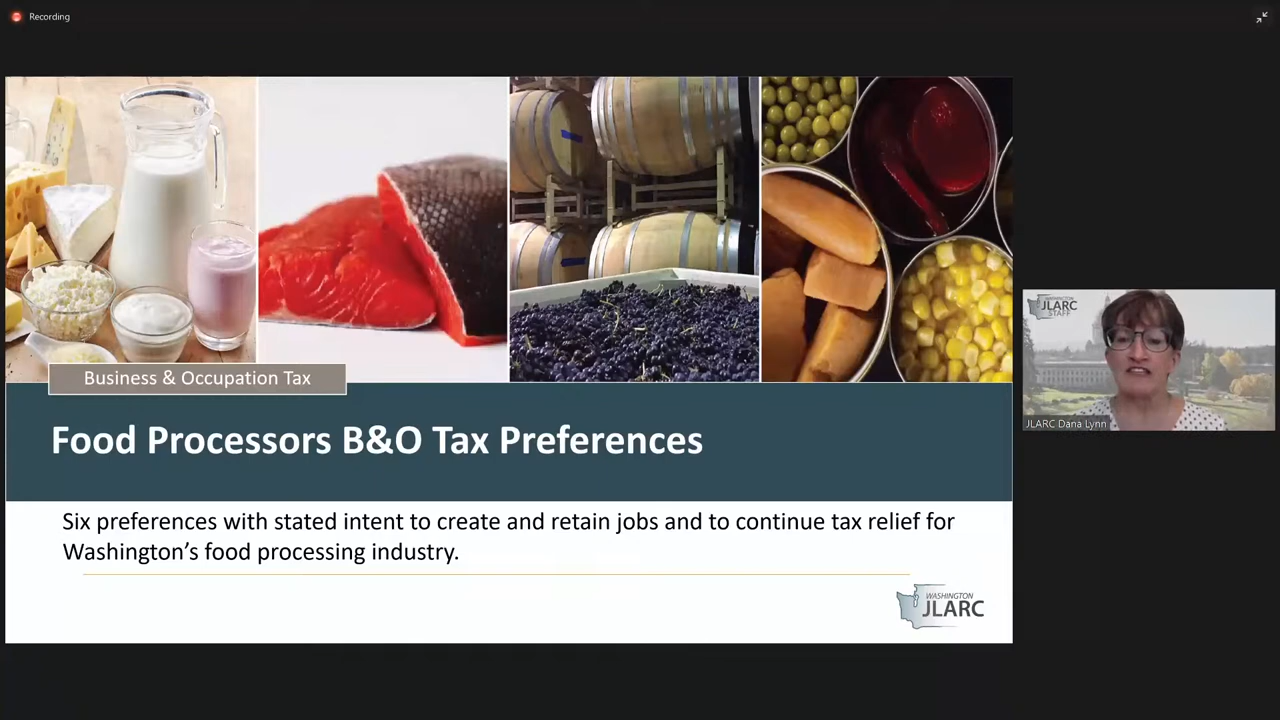 Recording
Business & Occupation Tax
Food Processors B&O Tax Preferences
Six preferences with stated intent to create and retain jobs and to continue tax relief for
Washington’s food processing industry.
WASHINGTON
JLARC
WASHINGTON
JLARC
STAFF
JLARC Dana Lynn